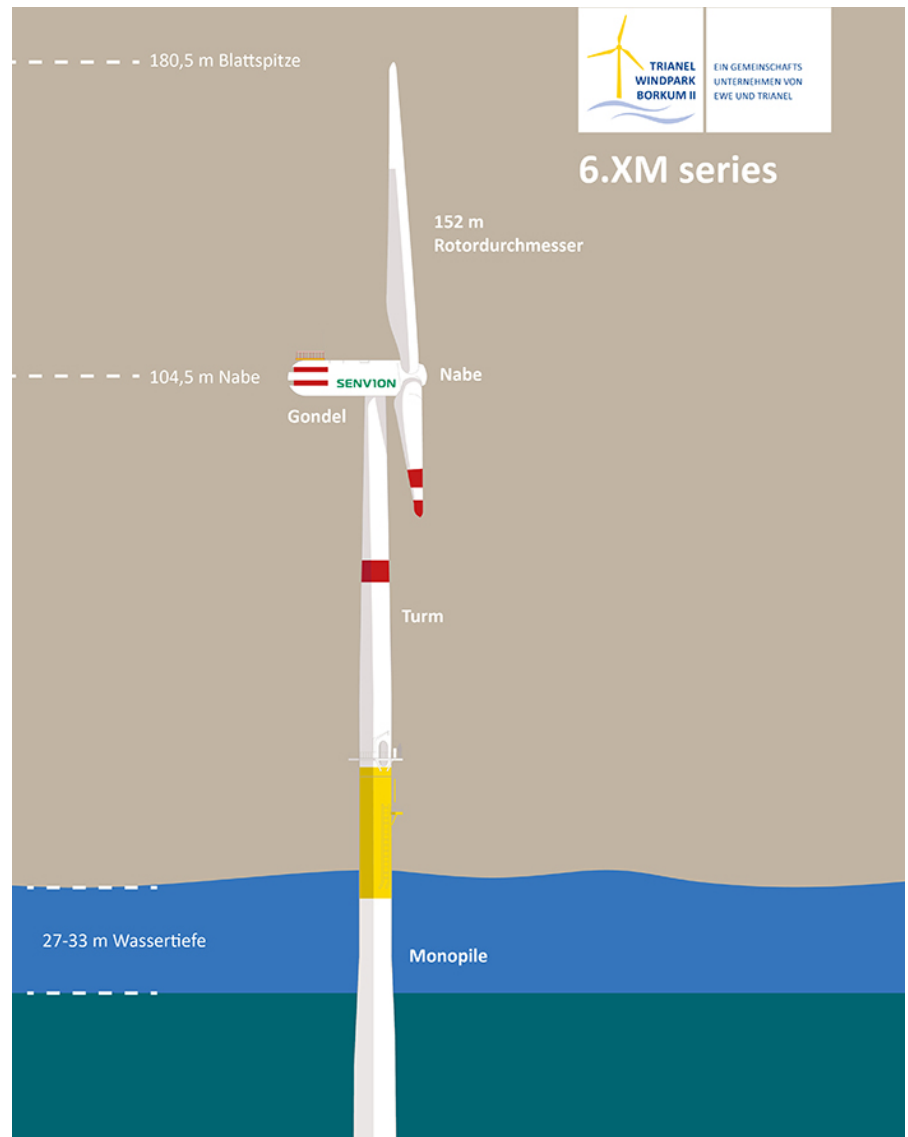 180,5 m Blattspitze
TRIANEL
WINDPARK
BORKUM II
EIN GEMEINSCHAFTS
UNTERNEHMEN VON
EWE UND TRIANEL
6.XM series
152 m
Rotordurchmesser
104,5 m Nabe
SENVION
Nabe
Gondel
Turm
27-33 m Wassertiefe
Monopile